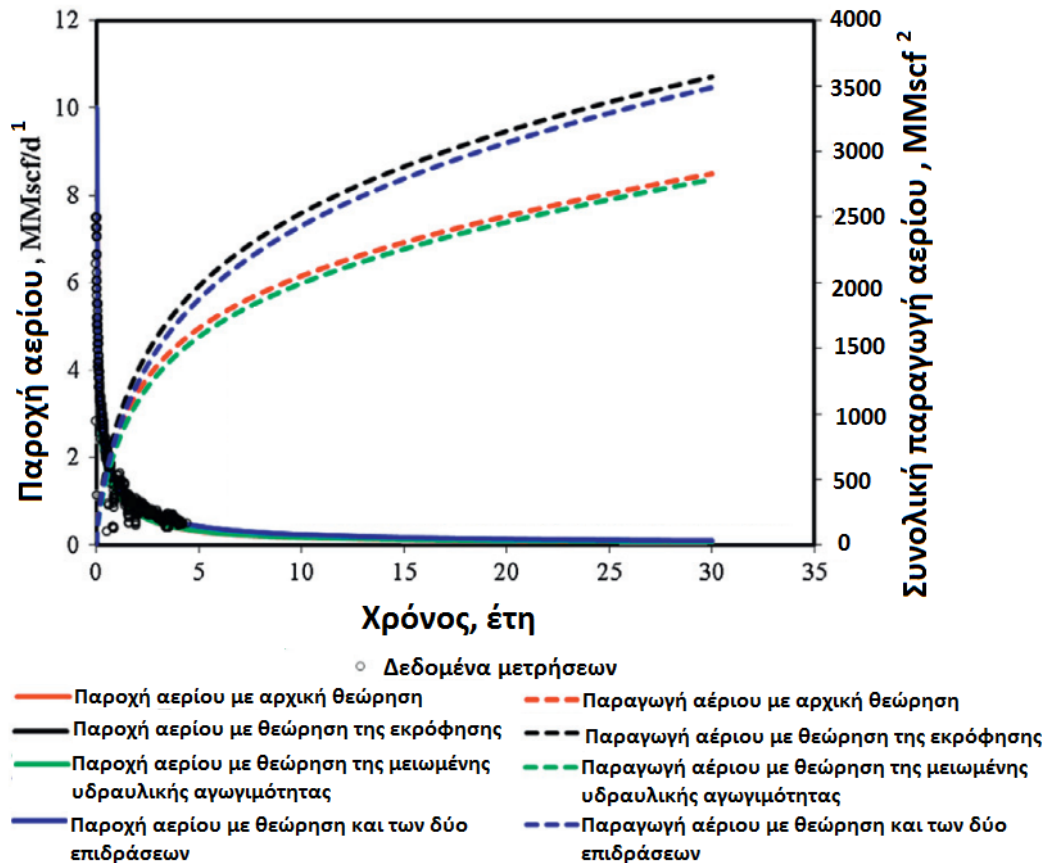 12
10
8
6
4
2
0
Παροχή αερίου , MMscf/d 1
4000
3500
3000
2500
2000
1500
1000
500
0
Συνολική παραγωγή αερίου , MMscf 2
0 5 10 15 20 25 30 35
Χρόνος, έτη
Δεδομένα μετρήσεων
Παροχή αερίου με αρχική θεώρηση
Παροχή αερίου με θεώρηση της εκρόφησης
Παροχή αερίου με θεώρηση της μειωμένης
υδραυλικής αγωγιμότητας
Παροχή αερίου με θεώρηση και των δύο
επιδράσεων
Παραγωγή αέριου με αρχική θεώρηση
Παραγωγή αέριου με θεώρηση της εκρόφησης
Παραγωγή αέριου με θεώρηση της μειωμένης
υδραυλικής αγωγιμότητας
Παραγωγή αέριου με θεώρηση και των δύο
επιδράσεων